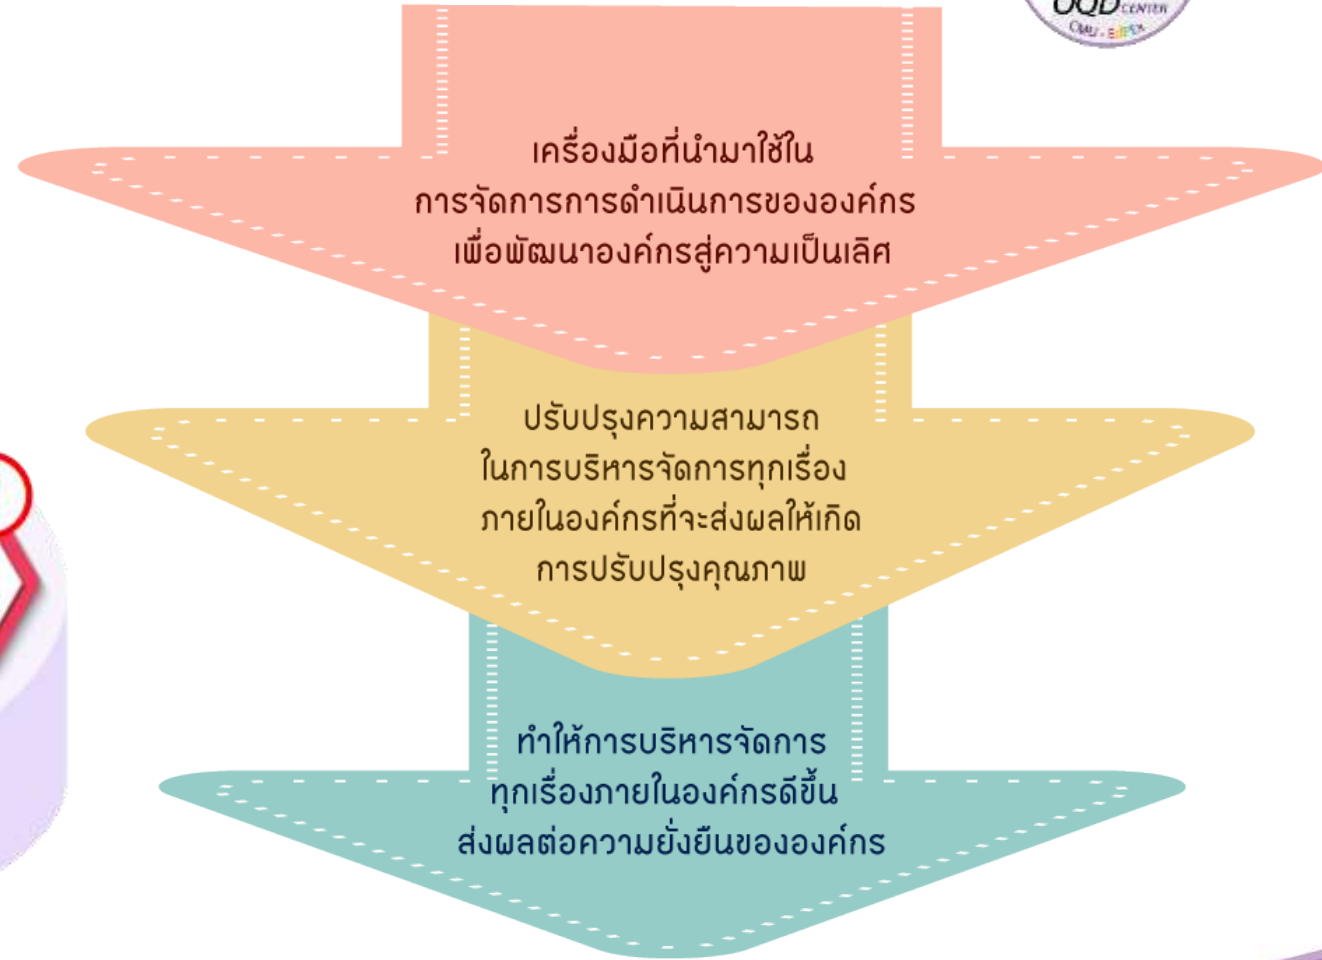 OQD CENTER
CMU - EdPEx
เครื่องมือที่นำมาใช้ใน
การจัดการการดำเนินการขององค์กร
เพื่อพัฒนาองค์กรสู่ความเป็นเลิศ
ปรับปรุงความสามารถ
ในการบริหารจัดการทุกเรื่อง
ภายในองค์กรที่จะส่งผลให้เกิด
การปรับปรุงคุณภาพ
ทำให้การบริหารจัดการ
ทุกเรื่องภายในองค์กรดีขึ้น
ส่งผลต่อความยั่งยืนขององค์กร